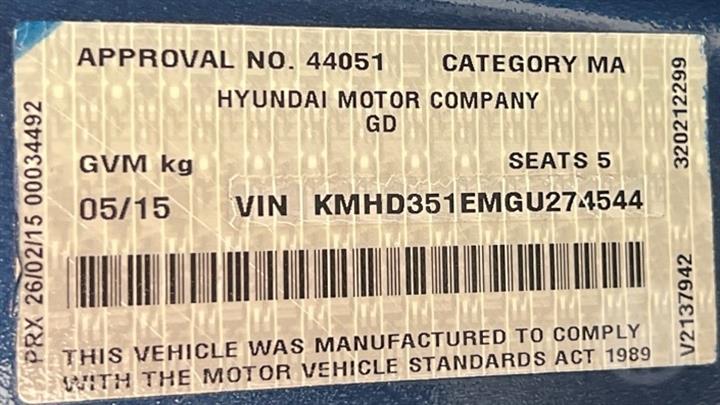 APPROVAL NO. 44051 CATEGORY MA
HYUNDAI MOTOR COMPANY
GD
GVM kg SEATS 5
05/15 VIN KMHD351EMGU274544
THIS VEHICLE WAS MANUFACTURED TO COMPLY
WITH THE MOTOR VEHICLE STANDARDS ACT 1989
PRX 26/02/15 00034492
320212299
V2137942